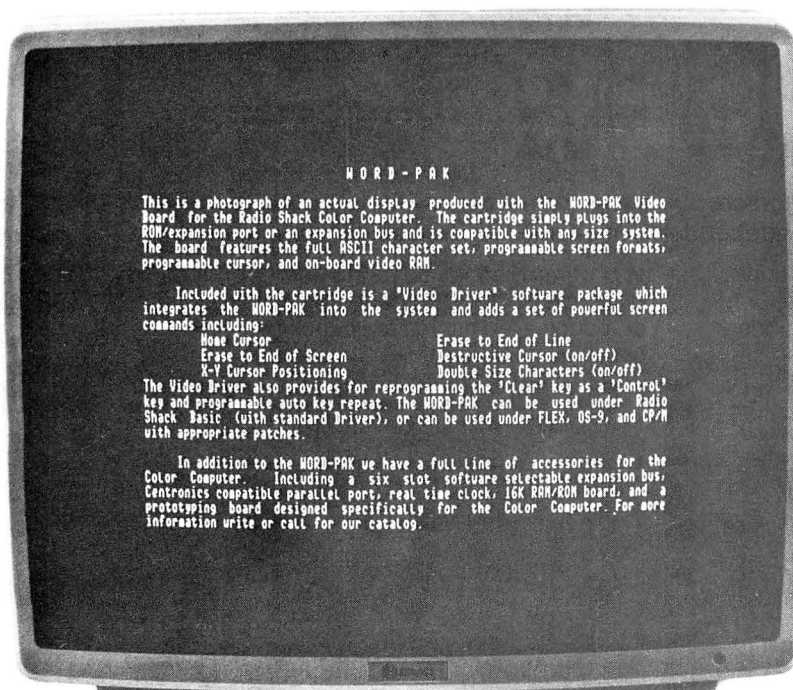 WORD-PAK
This is a photograph of an actual display produced with the WORD-PAK Video
Board for the Radio Shack Color Computer. The cartridge simply plugs into the
ROM/expansion port or an expansion bus and is compatible with any size system.
The board features the full ASCII character set, programmable screen formats,
programmable cursor, and on-board video RAM.
Included with the cartridge is a "Video Driver" software package which
integrates the WORD-PAK into the system and adds a set of powerful screen
commands including:
Home Cursor Erase to End of Line
Erase to End of Screen Destructive Cursor (on/off)
X-Y Cursor Positioning Double Size Characters (on/off)
The Video Driver also provides for reprogramming the 'Clear' key as a 'Control'
key and programmable auto key repeat. The WORD-PAK can be used under Radio
Shack Basic (with standard Driver), or can be used under FLEX, OS-9, and CP/M
with appropriate patches.
In addition to the WORD-PAK we have a full line of accessories for the
Color Computer. Including a six slot software selectable expansion bus,
Centronics compatible parallel port, real time clock, 16K RAM/ROM board, and a
prototyping board designed specifically for the Color Computer. For more
information write or call for our catalog.